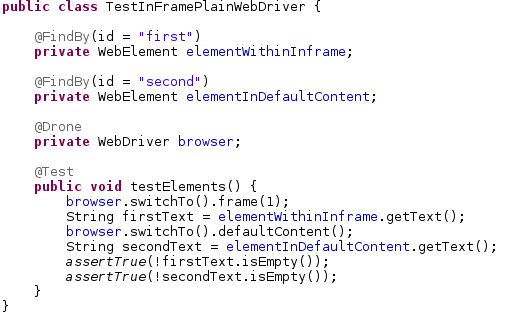 public class TestInFramePlainWebDriver {
@FindBy(id = "first")
private WebElement elementWithinInframe;
@FindBy(id = "second")
private WebElement elementInDefaultContent;
@Drone
private WebDriver browser;
@Test
public void testElements() {
browser.switchTo().frame(1);
String firstText = elementWithinInframe.getText();
browser.switchTo().defaultContent();
String secondText = elementInDefaultContent.getText();
assertTrue(!firstText.isEmpty());
assertTrue(!secondText.isEmpty());
}
}